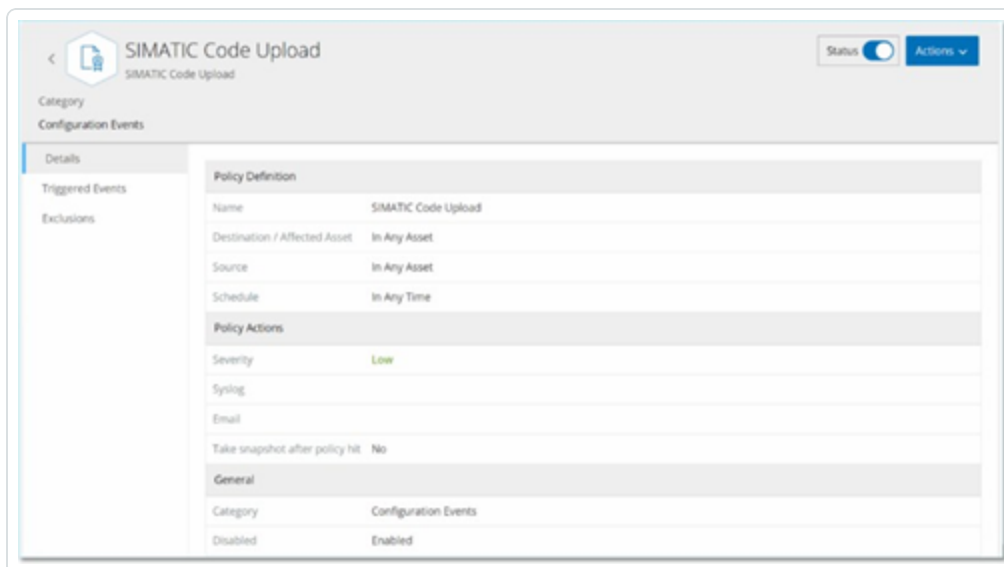 SIMATIC Code Upload
SIMATIC Code Upload
Status
Actions
Category
Configuration Events
Details
Triggered Events
Exclusions
Policy Definition
Name SIMATIC Code Upload
Destination / Affected Asset In Any Asset
Source In Any Asset
Schedule In Any Time
Policy Actions
Severity Low
Syslog
Email
Take snapshot after policy hit No
General
Category Configuration Events
Disabled Enabled